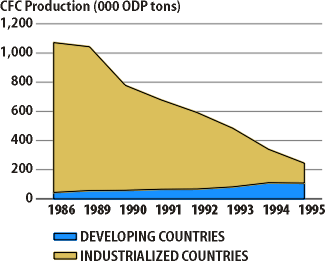 CFC Production (000 ODP tons)
1,200
1,000
800
600
400
200
0
1986 1989 1990 1991 1992 1993 1994 1995
DEVELOPING COUNTRIES
INDUSTRIALIZED COUNTRIES